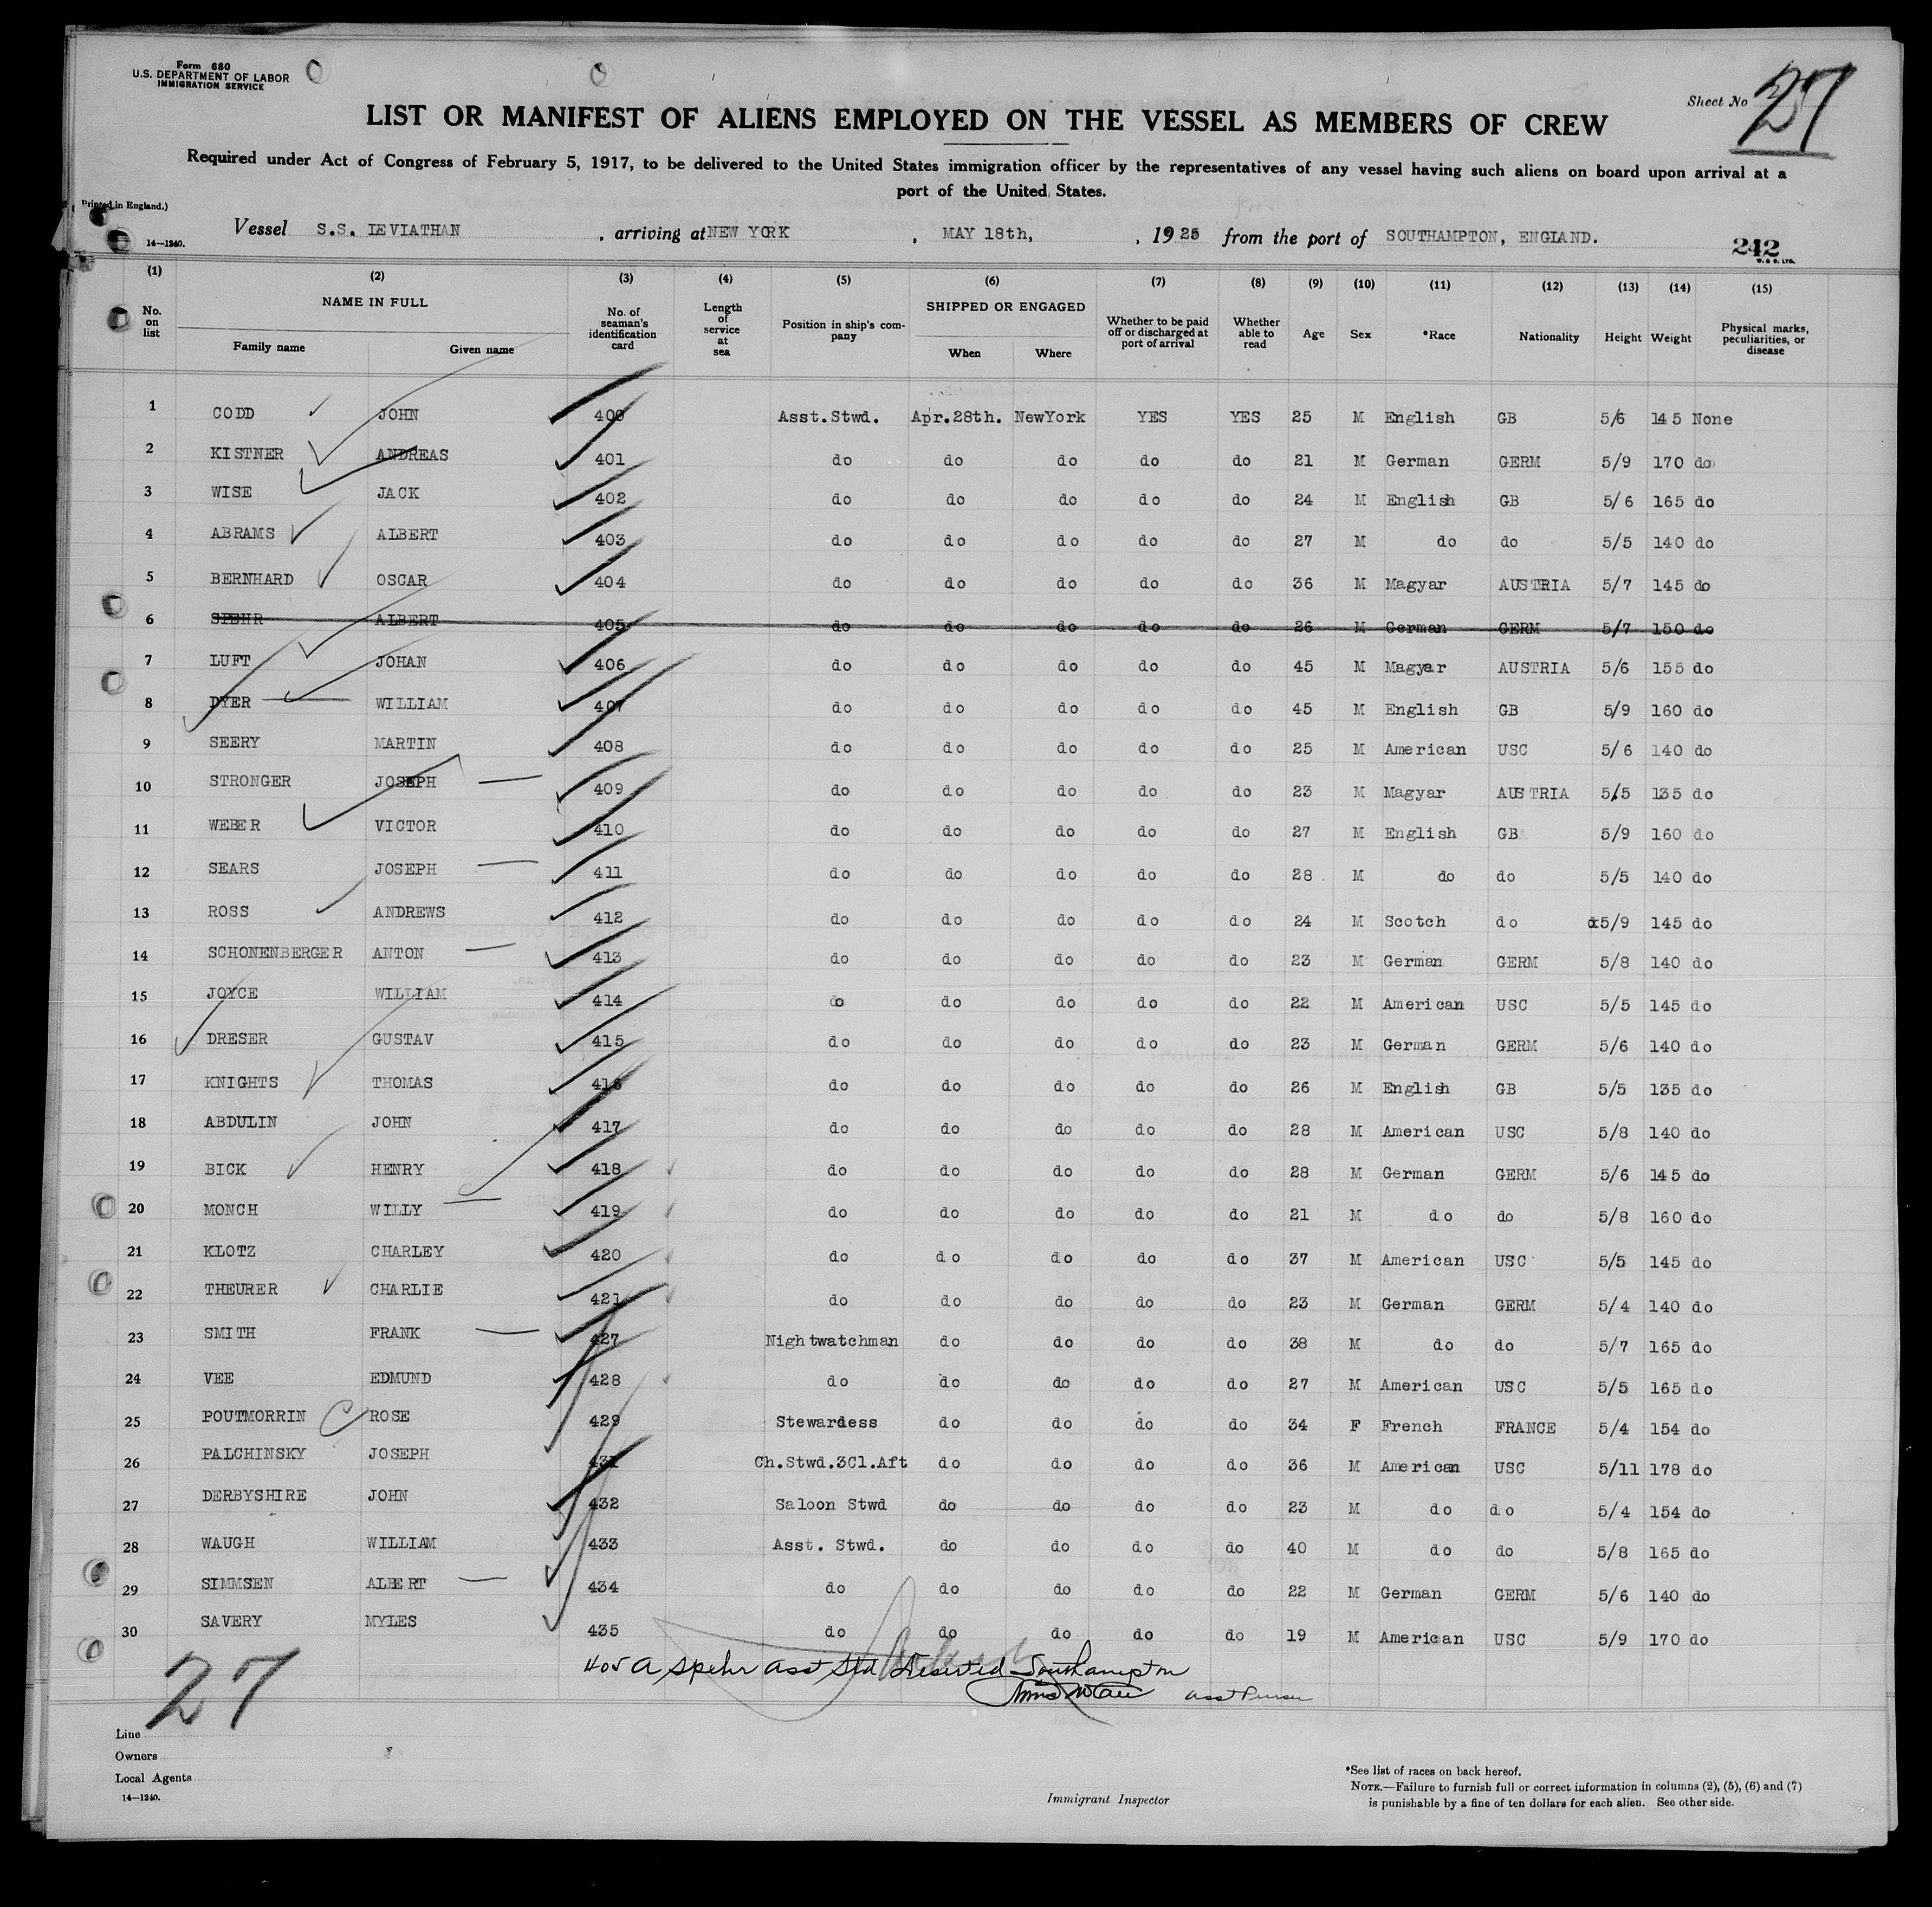 Form 680
U.S. DEPARTMENT OF LABOR
IMMIGRATION SERVICE
Sheet No 27
LIST OR MANIFEST OF ALIENS EMPLOYED ON THE VESSEL AS MEMBERS OF CREW
Required under Act of Congress of February 5, 1917, to be delivered to the United States immigration officer by the representatives of any vessel having such aliens on board upon arrival at a
port of the United States.
Printed in England.)
14—1240.
Vessel S.S. LEVIATHAN, arriving at NEW YORK, MAY 18th, , 1925 from the port of SOUTHAMPTON, ENGLAND.
242
W. & S. LTD.
(1) (2) (3) (4) (5) (6) (7) (8) (9) (10) (11) (12) (13) (14) (15)
No. on list NAME IN FULL Family name Given name No. of seaman's identification card Length of service at sea Position in ship's company SHIPPED OR ENGAGED When Where Whether to be paid off or discharged at port of arrival Whether able to read Age Sex *Race Nationality Height Weight Physical marks, peculiarities, or disease
1 CODD JOHN 400 Asst.Stwd. Apr.28th. NewYork YES YES 25 M English GB 5/6 145 None
2 KISTNER ANDREAS 401 do do do do do 21 M German GERM 5/9 170 do
3 WISE JACK 402 do do do do do 24 M English GB 5/6 165 do
4 ABRAMS ALBERT 403 do do do do do 27 M do do 5/5 140 do
5 BERNHARD OSCAR 404 do do do do do 36 M Magyar AUSTRIA 5/7 145 do
6 SPEHR ALBERT 405 do do do do do 26 M German GERM 5/7 150 do
7 LUFT JOHAN 406 do do do do do 45 M Magyar AUSTRIA 5/6 155 do
8 DYER WILLIAM 407 do do do do do 45 M English GB 5/9 160 do
9 SEERY MARTIN 408 do do do do do 25 M American USC 5/6 140 do
10 STRONGER JOSEPH 409 do do do do do 23 M Magyar AUSTRIA 5/5 135 do
11 WEBER VICTOR 410 do do do do do 27 M English GB 5/9 160 do
12 SEARS JOSEPH 411 do do do do do 28 M do do 5/5 140 do
13 ROSS ANDREWS 412 do do do do do 24 M Scotch do 5/9 145 do
14 SCHONENBERGER ANTON 413 do do do do do 23 M German GERM 5/8 140 do
15 JOYCE WILLIAM 414 do do do do do 22 M American USC 5/5 145 do
16 DRESER GUSTAV 415 do do do do do 23 M German GERM 5/6 140 do
17 KNIGHTS THOMAS 416 do do do do do 26 M English GB 5/5 135 do
18 ABDULIN JOHN 417 do do do do do 28 M American USC 5/8 140 do
19 BICK HENRY 418 do do do do do 28 M German GERM 5/6 145 do
20 MONCH WILLY 419 do do do do do 21 M do do 5/8 160 do
21 KLOTZ CHARLEY 420 do do do do do 37 M American USC 5/5 145 do
22 THEURER CHARLIE 421 do do do do do 23 M German GERM 5/4 140 do
23 SMITH FRANK 427 Nightwatchman do do do do 38 M do do 5/7 165 do
24 VEE EDMUND 428 do do do do do 27 M American USC 5/5 165 do
25 POUTMORRIN ROSE 429 Stewardess do do do do 34 F French FRANCE 5/4 154 do
26 PALCHINSKY JOSEPH 431 Ch.Stwd.3Cl.Aft do do do do 36 M American USC 5/11 178 do
27 DERBYSHIRE JOHN 432 Saloon Stwd do do do do 23 M do do 5/4 154 do
28 WAUGH WILLIAM 433 Asst. Stwd. do do do do 40 M do do 5/8 165 do
29 SIMMSEN ALBERT 434 do do do do do 22 M German GERM 5/6 140 do
30 SAVERY MYLES 435 do do do do do 19 M American USC 5/9 170 do
405 A Spehr Asst Std Deserted Southampton
Asst Purser
27
Line
Owners
Local Agents
14—1240.
Immigrant Inspector
*See list of races on back hereof.
NOTE.—Failure to furnish full or correct information in columns (2), (5), (6) and (7)
is punishable by a fine of ten dollars for each alien. See other side.